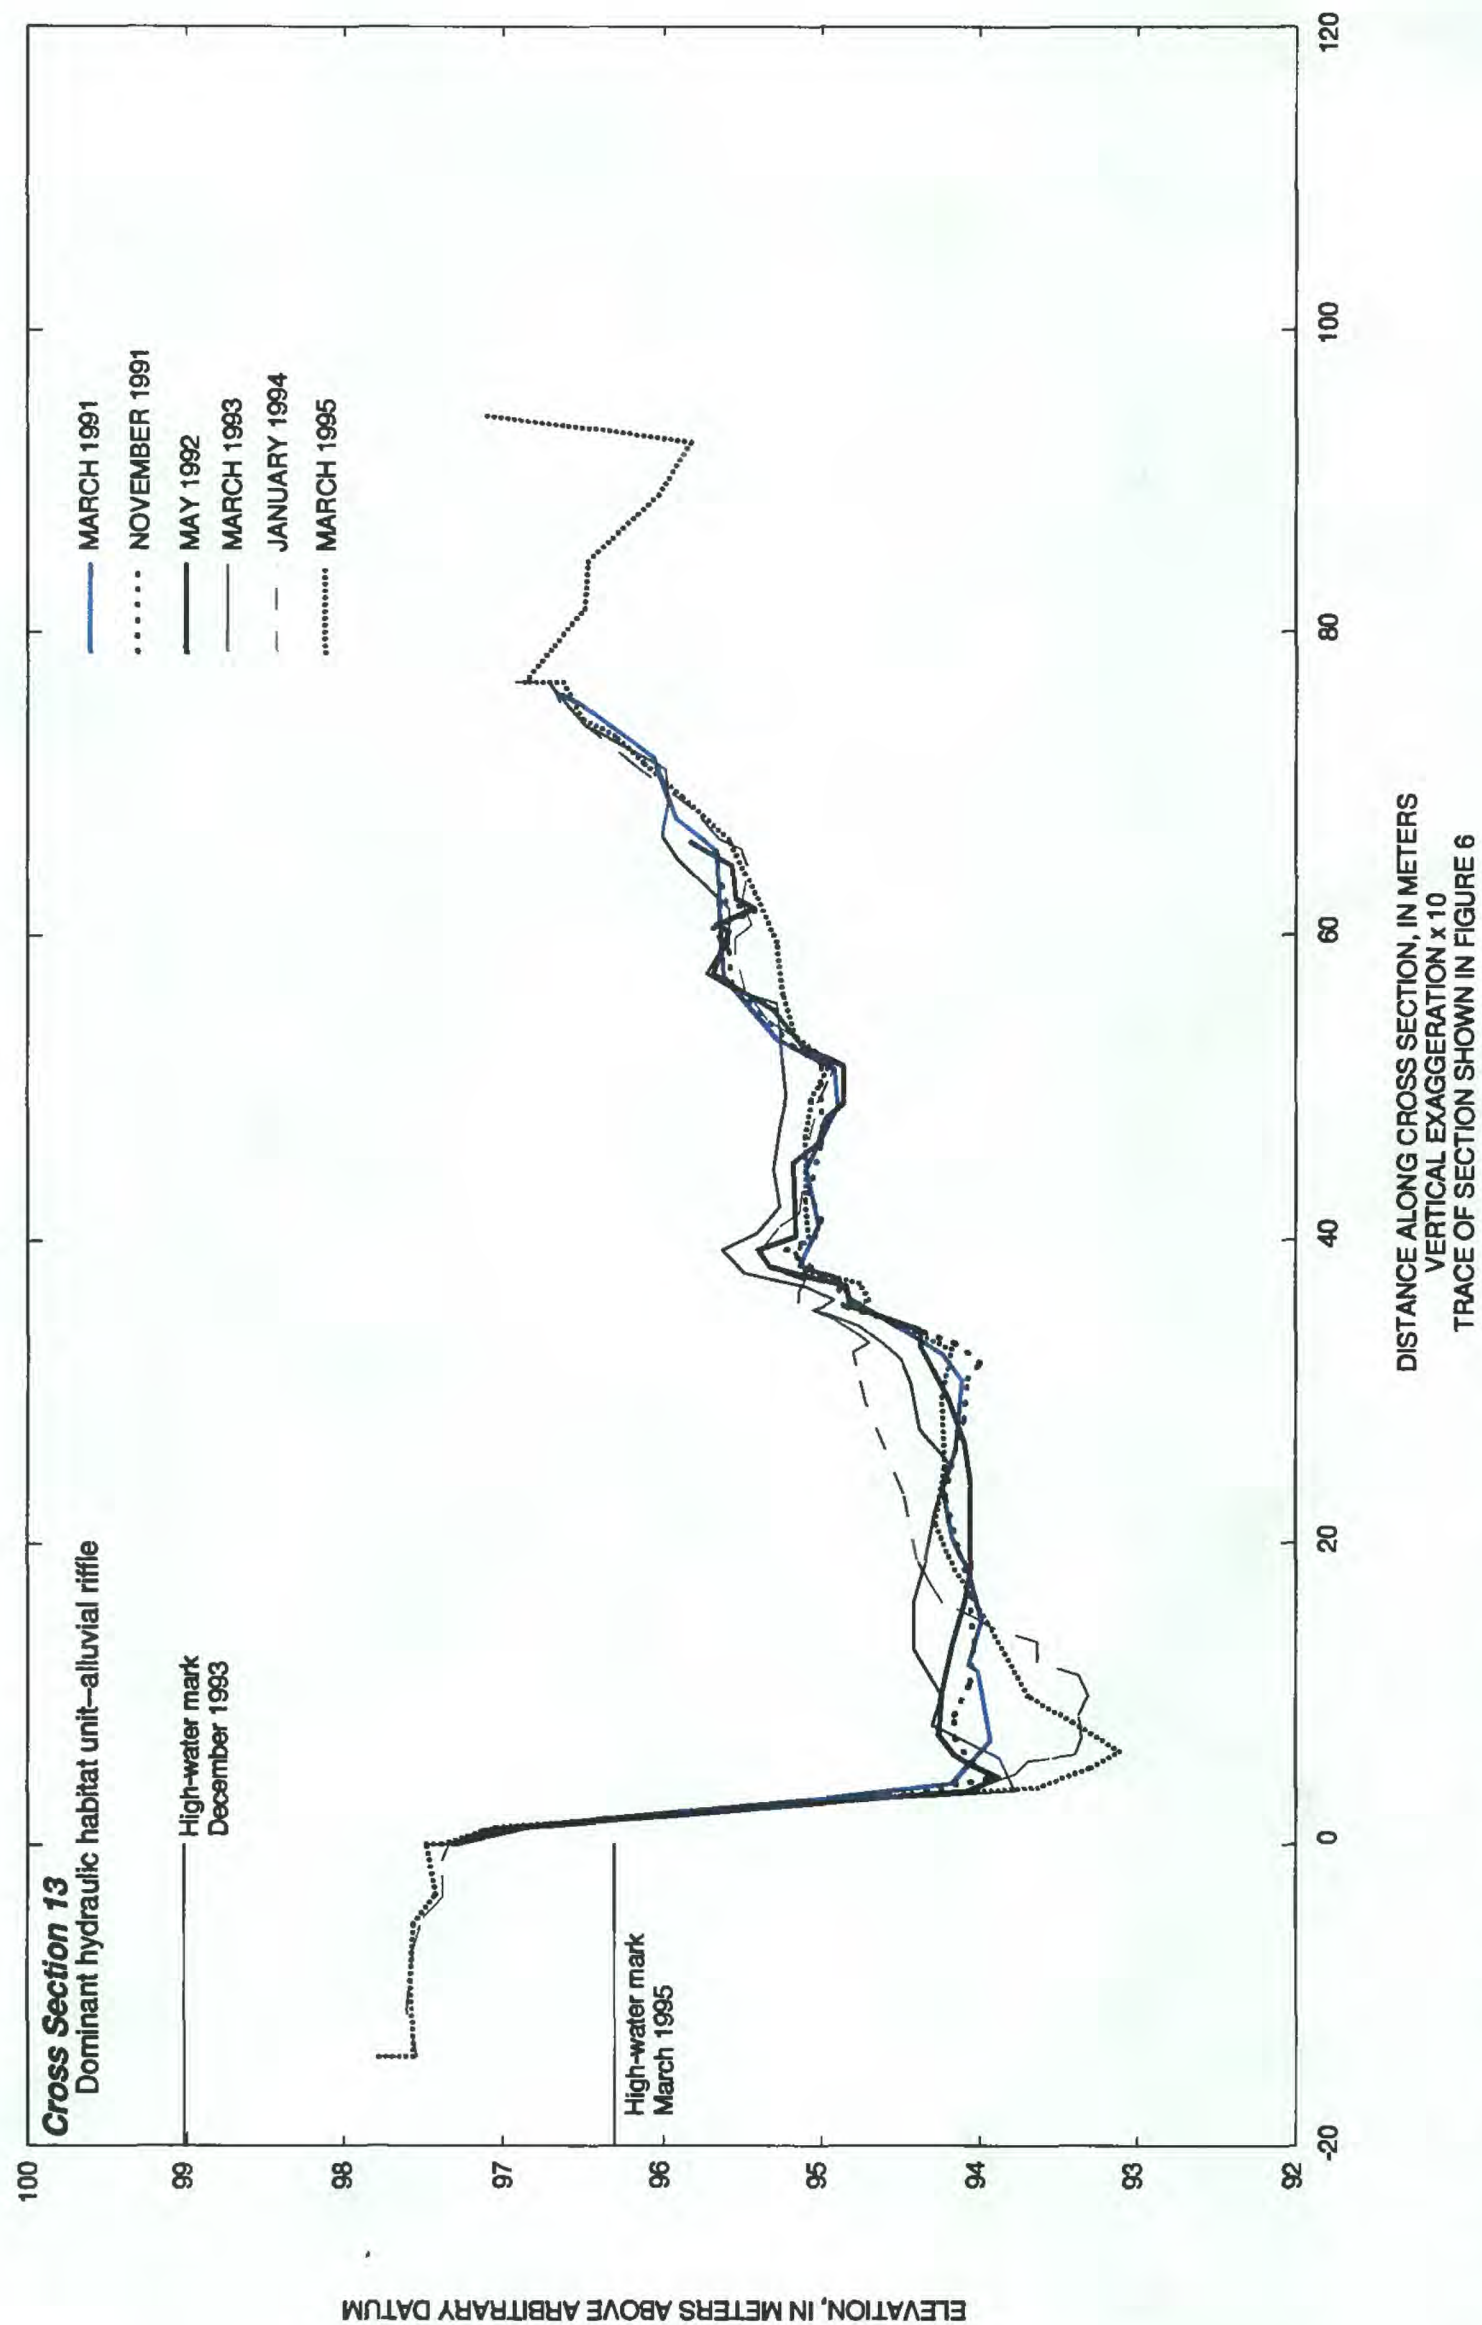 Cross Section 13
Dominant hydraulic habitat unit–alluvial riffle
High-water mark
December 1993
High-water mark
March 1995
MARCH 1991
NOVEMBER 1991
MAY 1992
MARCH 1993
JANUARY 1994
MARCH 1995
ELEVATION, IN METERS ABOVE ARBITRARY DATUM
100
99
98
97
96
95
94
93
92
-20
0
20
40
60
80
100
120
DISTANCE ALONG CROSS SECTION, IN METERS
VERTICAL EXAGGERATION x 10
TRACE OF SECTION SHOWN IN FIGURE 6